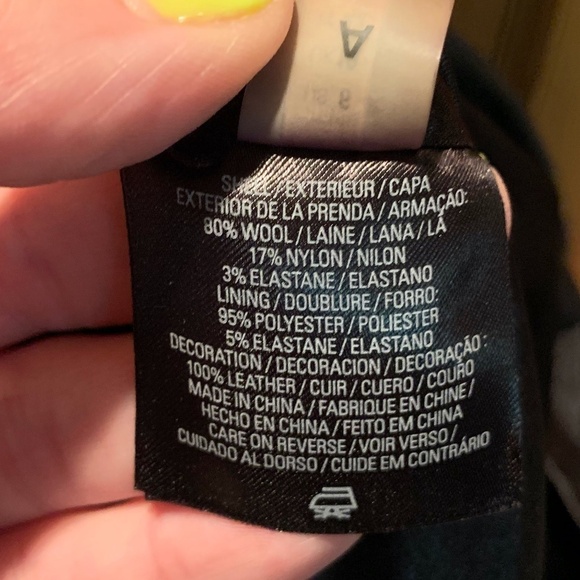 A
SHELL / EXTERIEUR / CAPA
EXTERIOR DE LA PRENDA / ARMAÇÃO:
80% WOOL / LAINE / LANA / LÃ
17% NYLON / NILON
3% ELASTANE / ELASTANO
LINING / DOUBLURE / FORRO:
95% POLYESTER / POLIESTER
5% ELASTANE / ELASTANO
DECORATION / DECORACION / DECORAÇÃO :
100% LEATHER / CUIR / CUERO / COURO
MADE IN CHINA / FABRIQUE EN CHINE /
HECHO EN CHINA / FEITO EM CHINA
CARE ON REVERSE / VOIR VERSO /
CUIDADO AL DORSO / CUIDE EM CONTRÁRIO